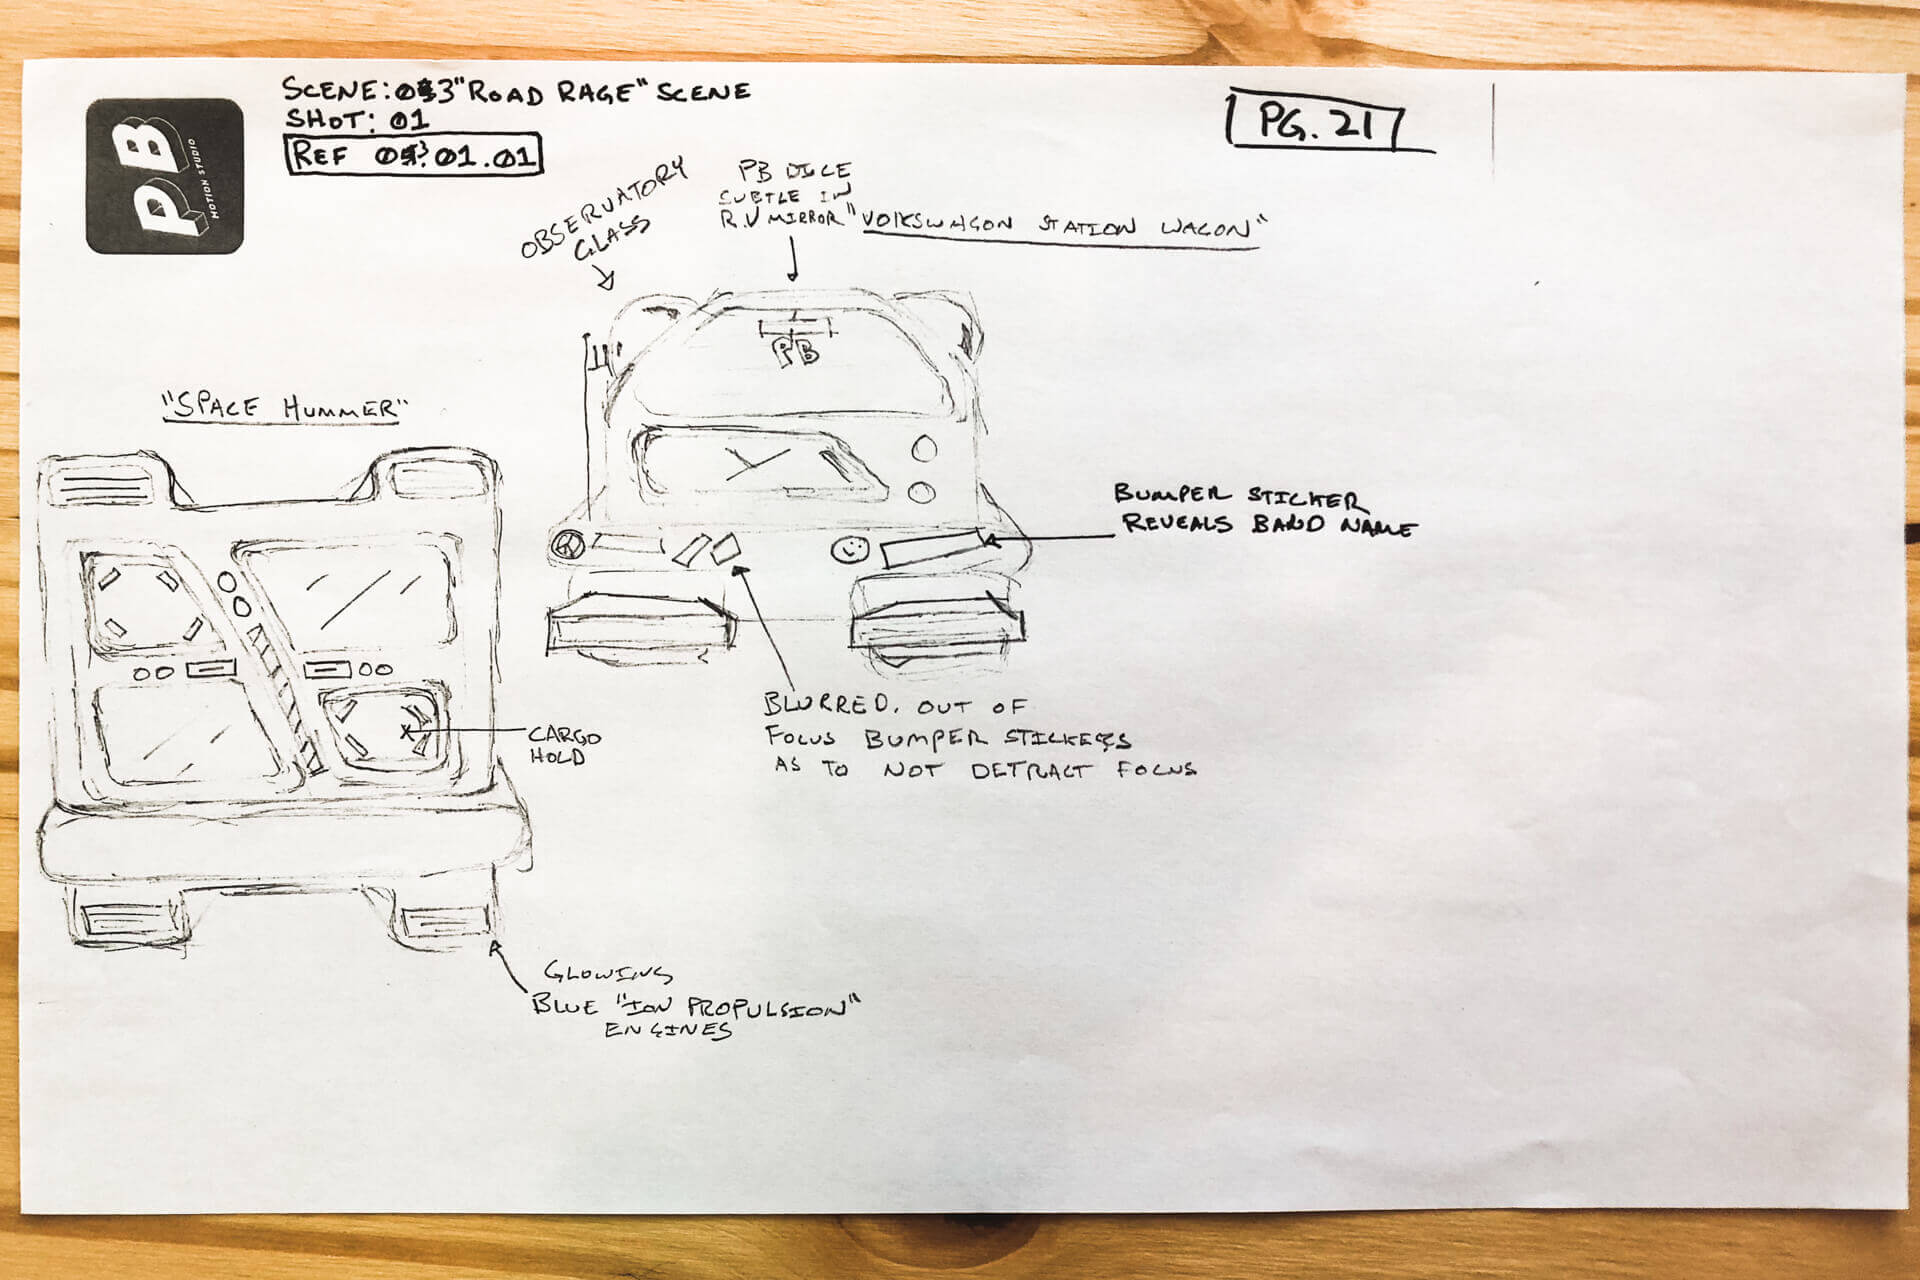 PB
MOTION STUDIO
SCENE: 03 "ROAD RAGE" SCENE
SHOT: 01
REF 03.01.01
PG. 21
OBSERVATORY
GLASS
PB DICE
SUBTLE IN
R.V MIRROR
"VOLKSWAGON STATION WAGON"
PB
"SPACE HUMMER"
BUMPER STICKER
REVEALS BAND NAME
BLURRED, OUT OF
FOCUS BUMPER STICKERS
AS TO NOT DETRACT FOCUS
CARGO
HOLD
GLOWING
BLUE "ION PROPULSION"
ENGINES